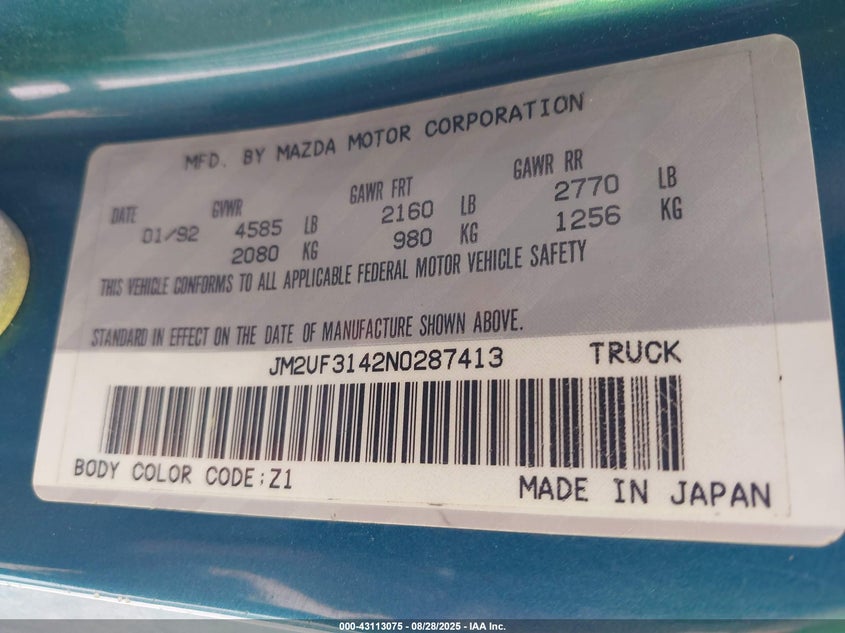 MFD. BY MAZDA MOTOR CORPORATION
DATE GVWR GAWR FRT GAWR RR
01/92 4585 LB 2160 LB 2770 LB
2080 KG 980 KG 1256 KG
THIS VEHICLE CONFORMS TO ALL APPLICABLE FEDERAL MOTOR VEHICLE SAFETY
STANDARD IN EFFECT ON THE DATE OF MANUFACTURE SHOWN ABOVE.
JM2UF3142N0287413 TRUCK
BODY COLOR CODE:Z1 MADE IN JAPAN
000-43113075 - 08/28/2025 - IAA Inc.